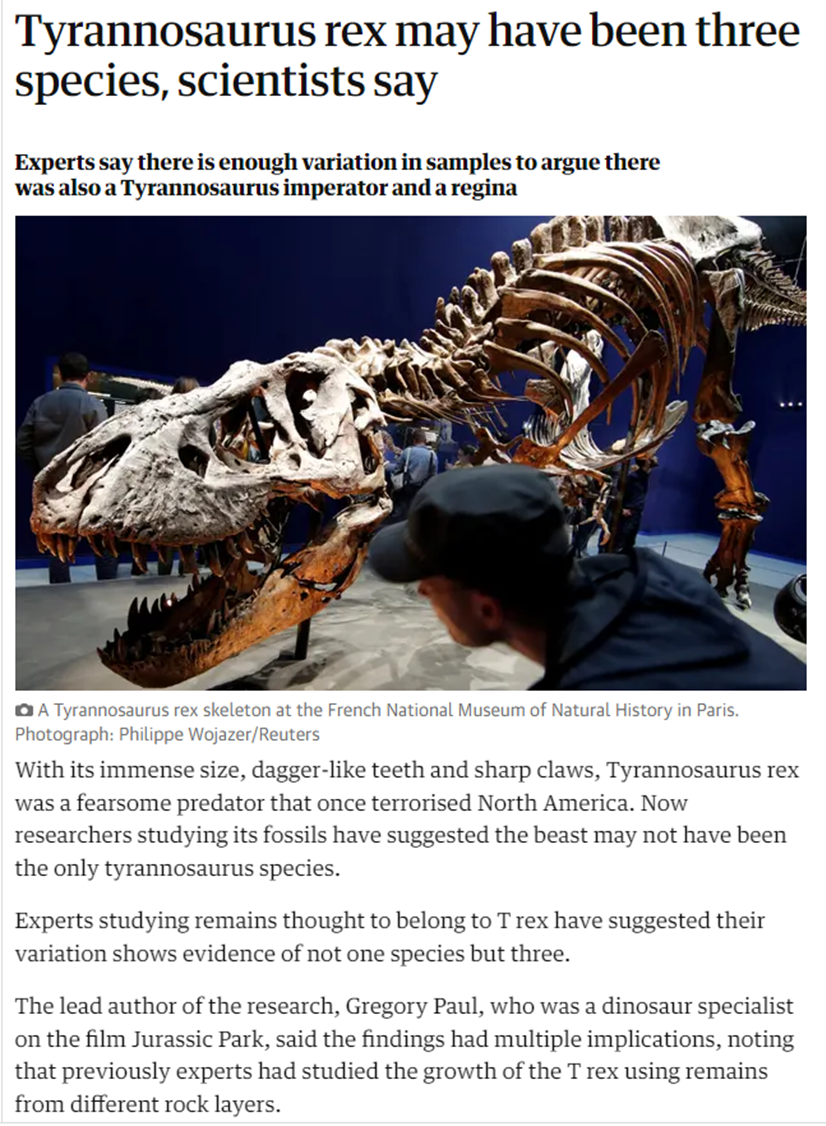 Tyrannosaurus rex may have been three
species, scientists say
Experts say there is enough variation in samples to argue there
was also a Tyrannosaurus imperator and a regina
A Tyrannosaurus rex skeleton at the French National Museum of Natural History in Paris.
Photograph: Philippe Wojazer/Reuters
With its immense size, dagger-like teeth and sharp claws, Tyrannosaurus rex
was a fearsome predator that once terrorised North America. Now
researchers studying its fossils have suggested the beast may not have been
the only tyrannosaurus species.
Experts studying remains thought to belong to T rex have suggested their
variation shows evidence of not one species but three.
The lead author of the research, Gregory Paul, who was a dinosaur specialist
on the film Jurassic Park, said the findings had multiple implications, noting
that previously experts had studied the growth of the T rex using remains
from different rock layers.